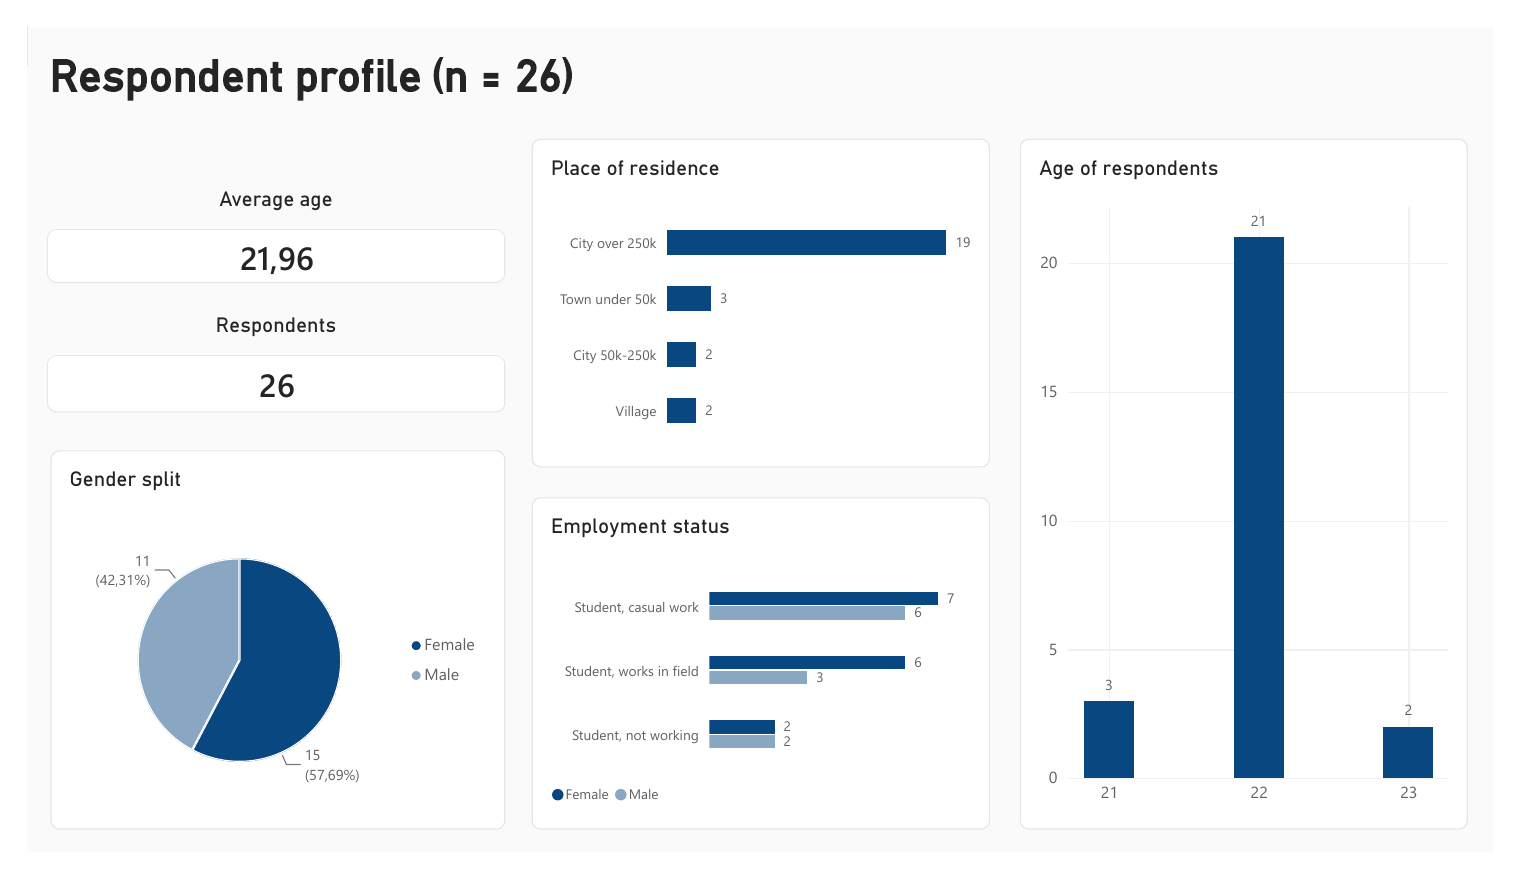 Respondent profile (n = 26)
Average age
21,96
Respondents
26
Gender split
11
(42,31%)
15
(57,69%)
Female
Male
Place of residence
City over 250k 19
Town under 50k 3
City 50k-250k 2
Village 2
Employment status
Student, casual work 7
6
Student, works in field 6
3
Student, not working 2
2
Female Male
Age of respondents
21
20
15
10
5
3
2
0
21 22 23